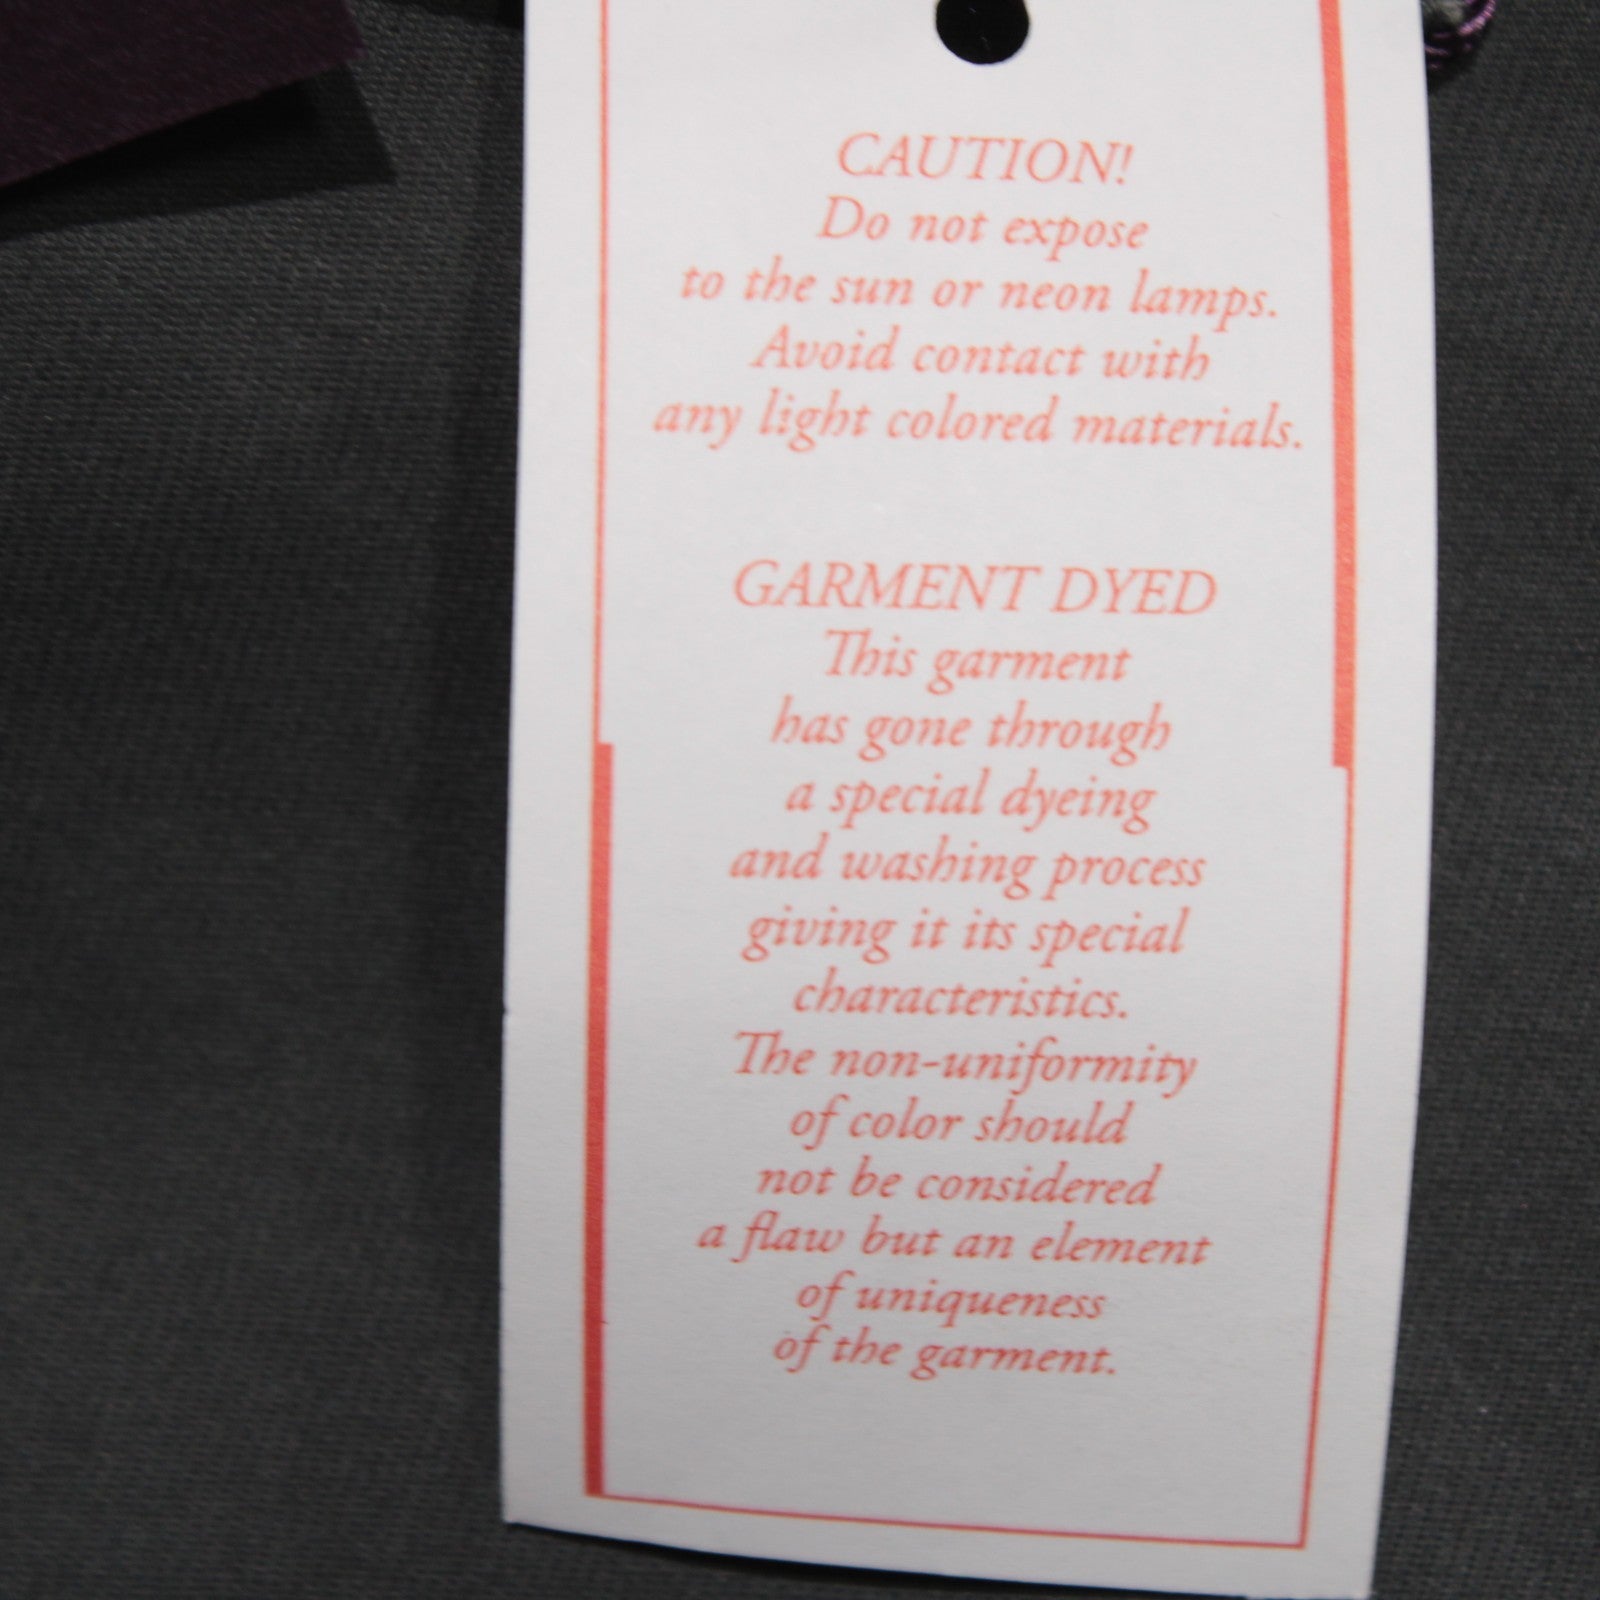 CAUTION!
Do not expose
to the sun or neon lamps.
Avoid contact with
any light colored materials.
GARMENT DYED
This garment
has gone through
a special dyeing
and washing process
giving it its special
characteristics.
The non-uniformity
of color should
not be considered
a flaw but an element
of uniqueness
of the garment.